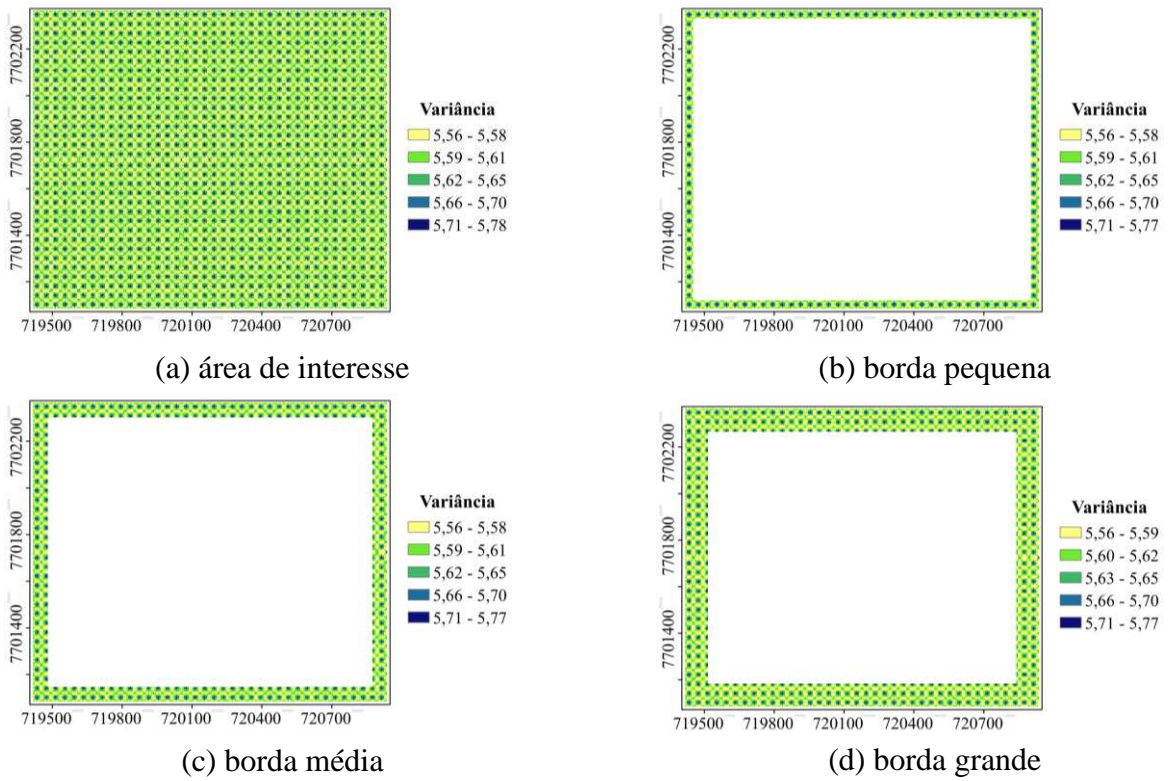 7702200
7701800
7701400
719500 719800 720100 720400 720700
Variância
5,56 - 5,58
5,59 - 5,61
5,62 - 5,65
5,66 - 5,70
5,71 - 5,78
(a) área de interesse
7702200
7701800
7701400
719500 719800 720100 720400 720700
Variância
5,56 - 5,58
5,59 - 5,61
5,62 - 5,65
5,66 - 5,70
5,71 - 5,77
(b) borda pequena
7702200
7701800
7701400
719500 719800 720100 720400 720700
Variância
5,56 - 5,58
5,59 - 5,61
5,62 - 5,65
5,66 - 5,70
5,71 - 5,77
(c) borda média
7702200
7701800
7701400
719500 719800 720100 720400 720700
Variância
5,56 - 5,59
5,60 - 5,62
5,63 - 5,65
5,66 - 5,70
5,71 - 5,77
(d) borda grande